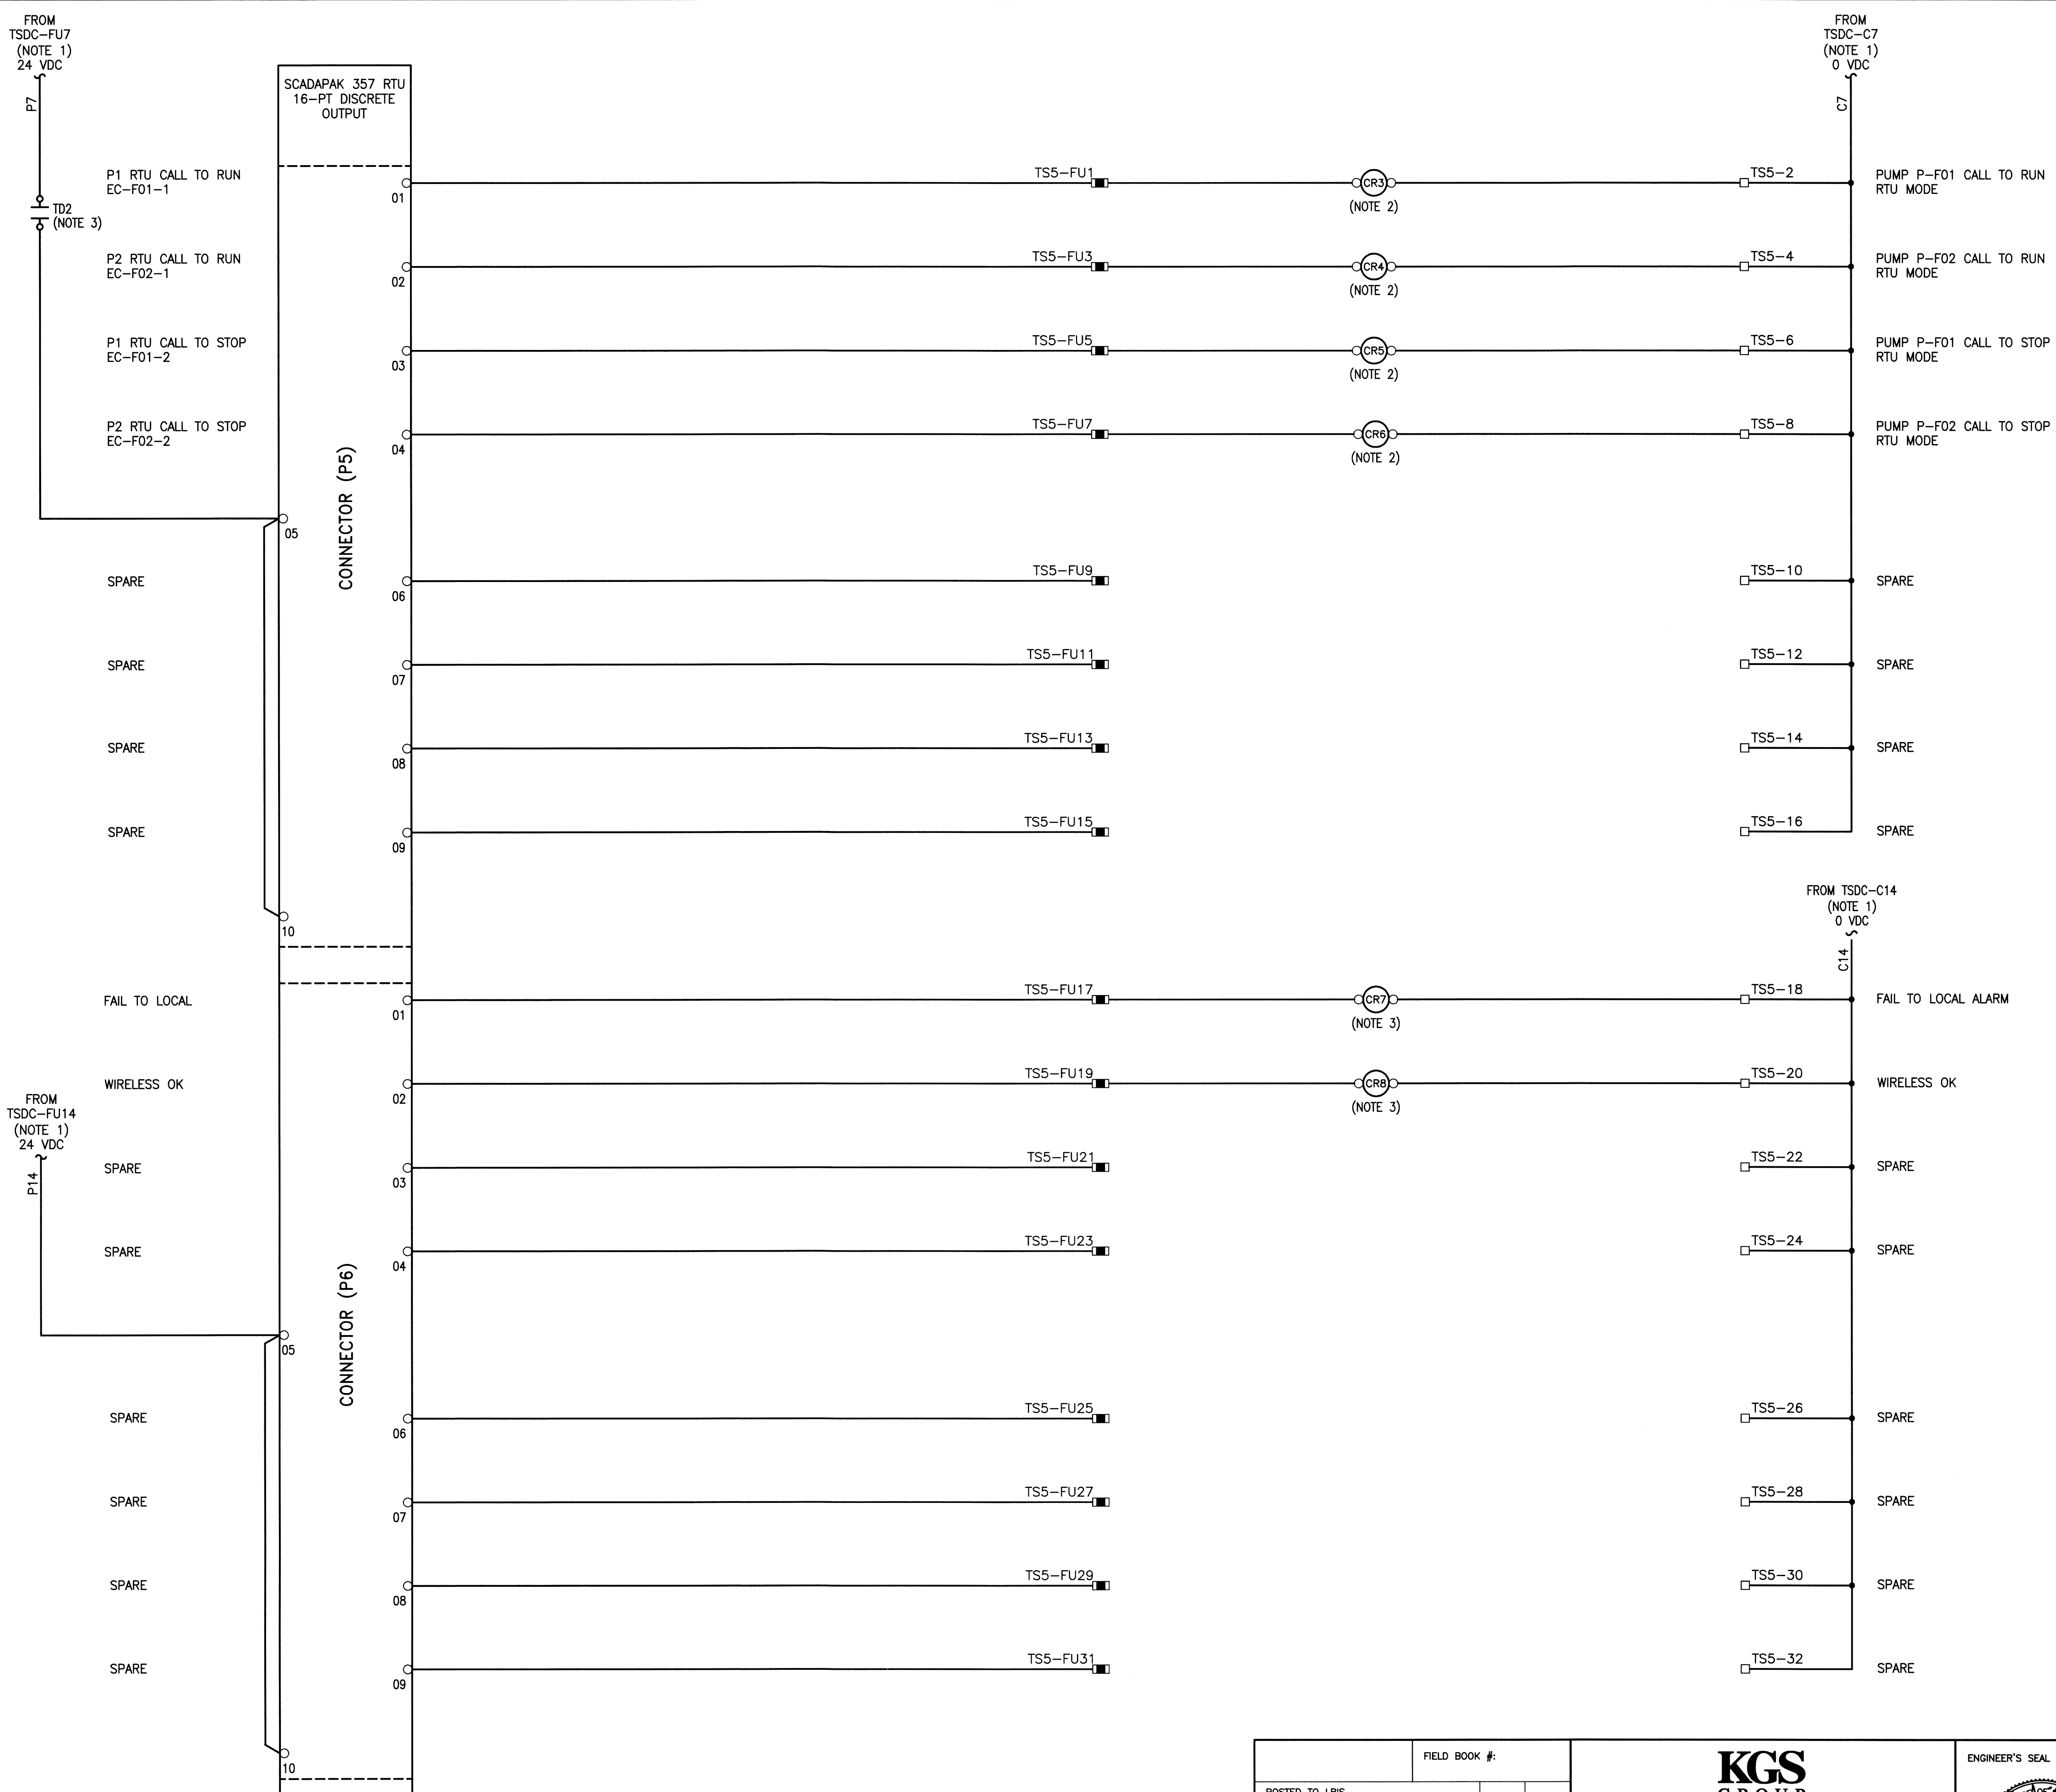 FROM
TSDC-FU7
(NOTE 1)
24 VDC
P7
TD2
(NOTE 3)
SCADAPAK 357 RTU
16-PT DISCRETE
OUTPUT
FROM
TSDC-C7
(NOTE 1)
0 VDC
C7
P1 RTU CALL TO RUN
EC-F01-1
01
TS5-FU1
CR3
(NOTE 2)
TS5-2
PUMP P-F01 CALL TO RUN
RTU MODE
P2 RTU CALL TO RUN
EC-F02-1
02
TS5-FU3
CR4
(NOTE 2)
TS5-4
PUMP P-F02 CALL TO RUN
RTU MODE
P1 RTU CALL TO STOP
EC-F01-2
03
TS5-FU5
CR5
(NOTE 2)
TS5-6
PUMP P-F01 CALL TO STOP
RTU MODE
P2 RTU CALL TO STOP
EC-F02-2
04
TS5-FU7
CR6
(NOTE 2)
TS5-8
PUMP P-F02 CALL TO STOP
RTU MODE
CONNECTOR (P5)
05
SPARE
06
TS5-FU9
TS5-10
SPARE
SPARE
07
TS5-FU11
TS5-12
SPARE
SPARE
08
TS5-FU13
TS5-14
SPARE
SPARE
09
TS5-FU15
TS5-16
SPARE
10
FROM TSDC-C14
(NOTE 1)
0 VDC
C14
FAIL TO LOCAL
01
TS5-FU17
CR7
(NOTE 3)
TS5-18
FAIL TO LOCAL ALARM
WIRELESS OK
02
TS5-FU19
CR8
(NOTE 3)
TS5-20
WIRELESS OK
FROM
TSDC-FU14
(NOTE 1)
24 VDC
P14
SPARE
03
TS5-FU21
TS5-22
SPARE
SPARE
04
TS5-FU23
TS5-24
SPARE
CONNECTOR (P6)
05
SPARE
06
TS5-FU25
TS5-26
SPARE
SPARE
07
TS5-FU27
TS5-28
SPARE
SPARE
08
TS5-FU29
TS5-30
SPARE
SPARE
09
TS5-FU31
TS5-32
SPARE
10
FIELD BOOK #:
KGS
GROUP
ENGINEER'S SEAL
POSTED TO LBIS